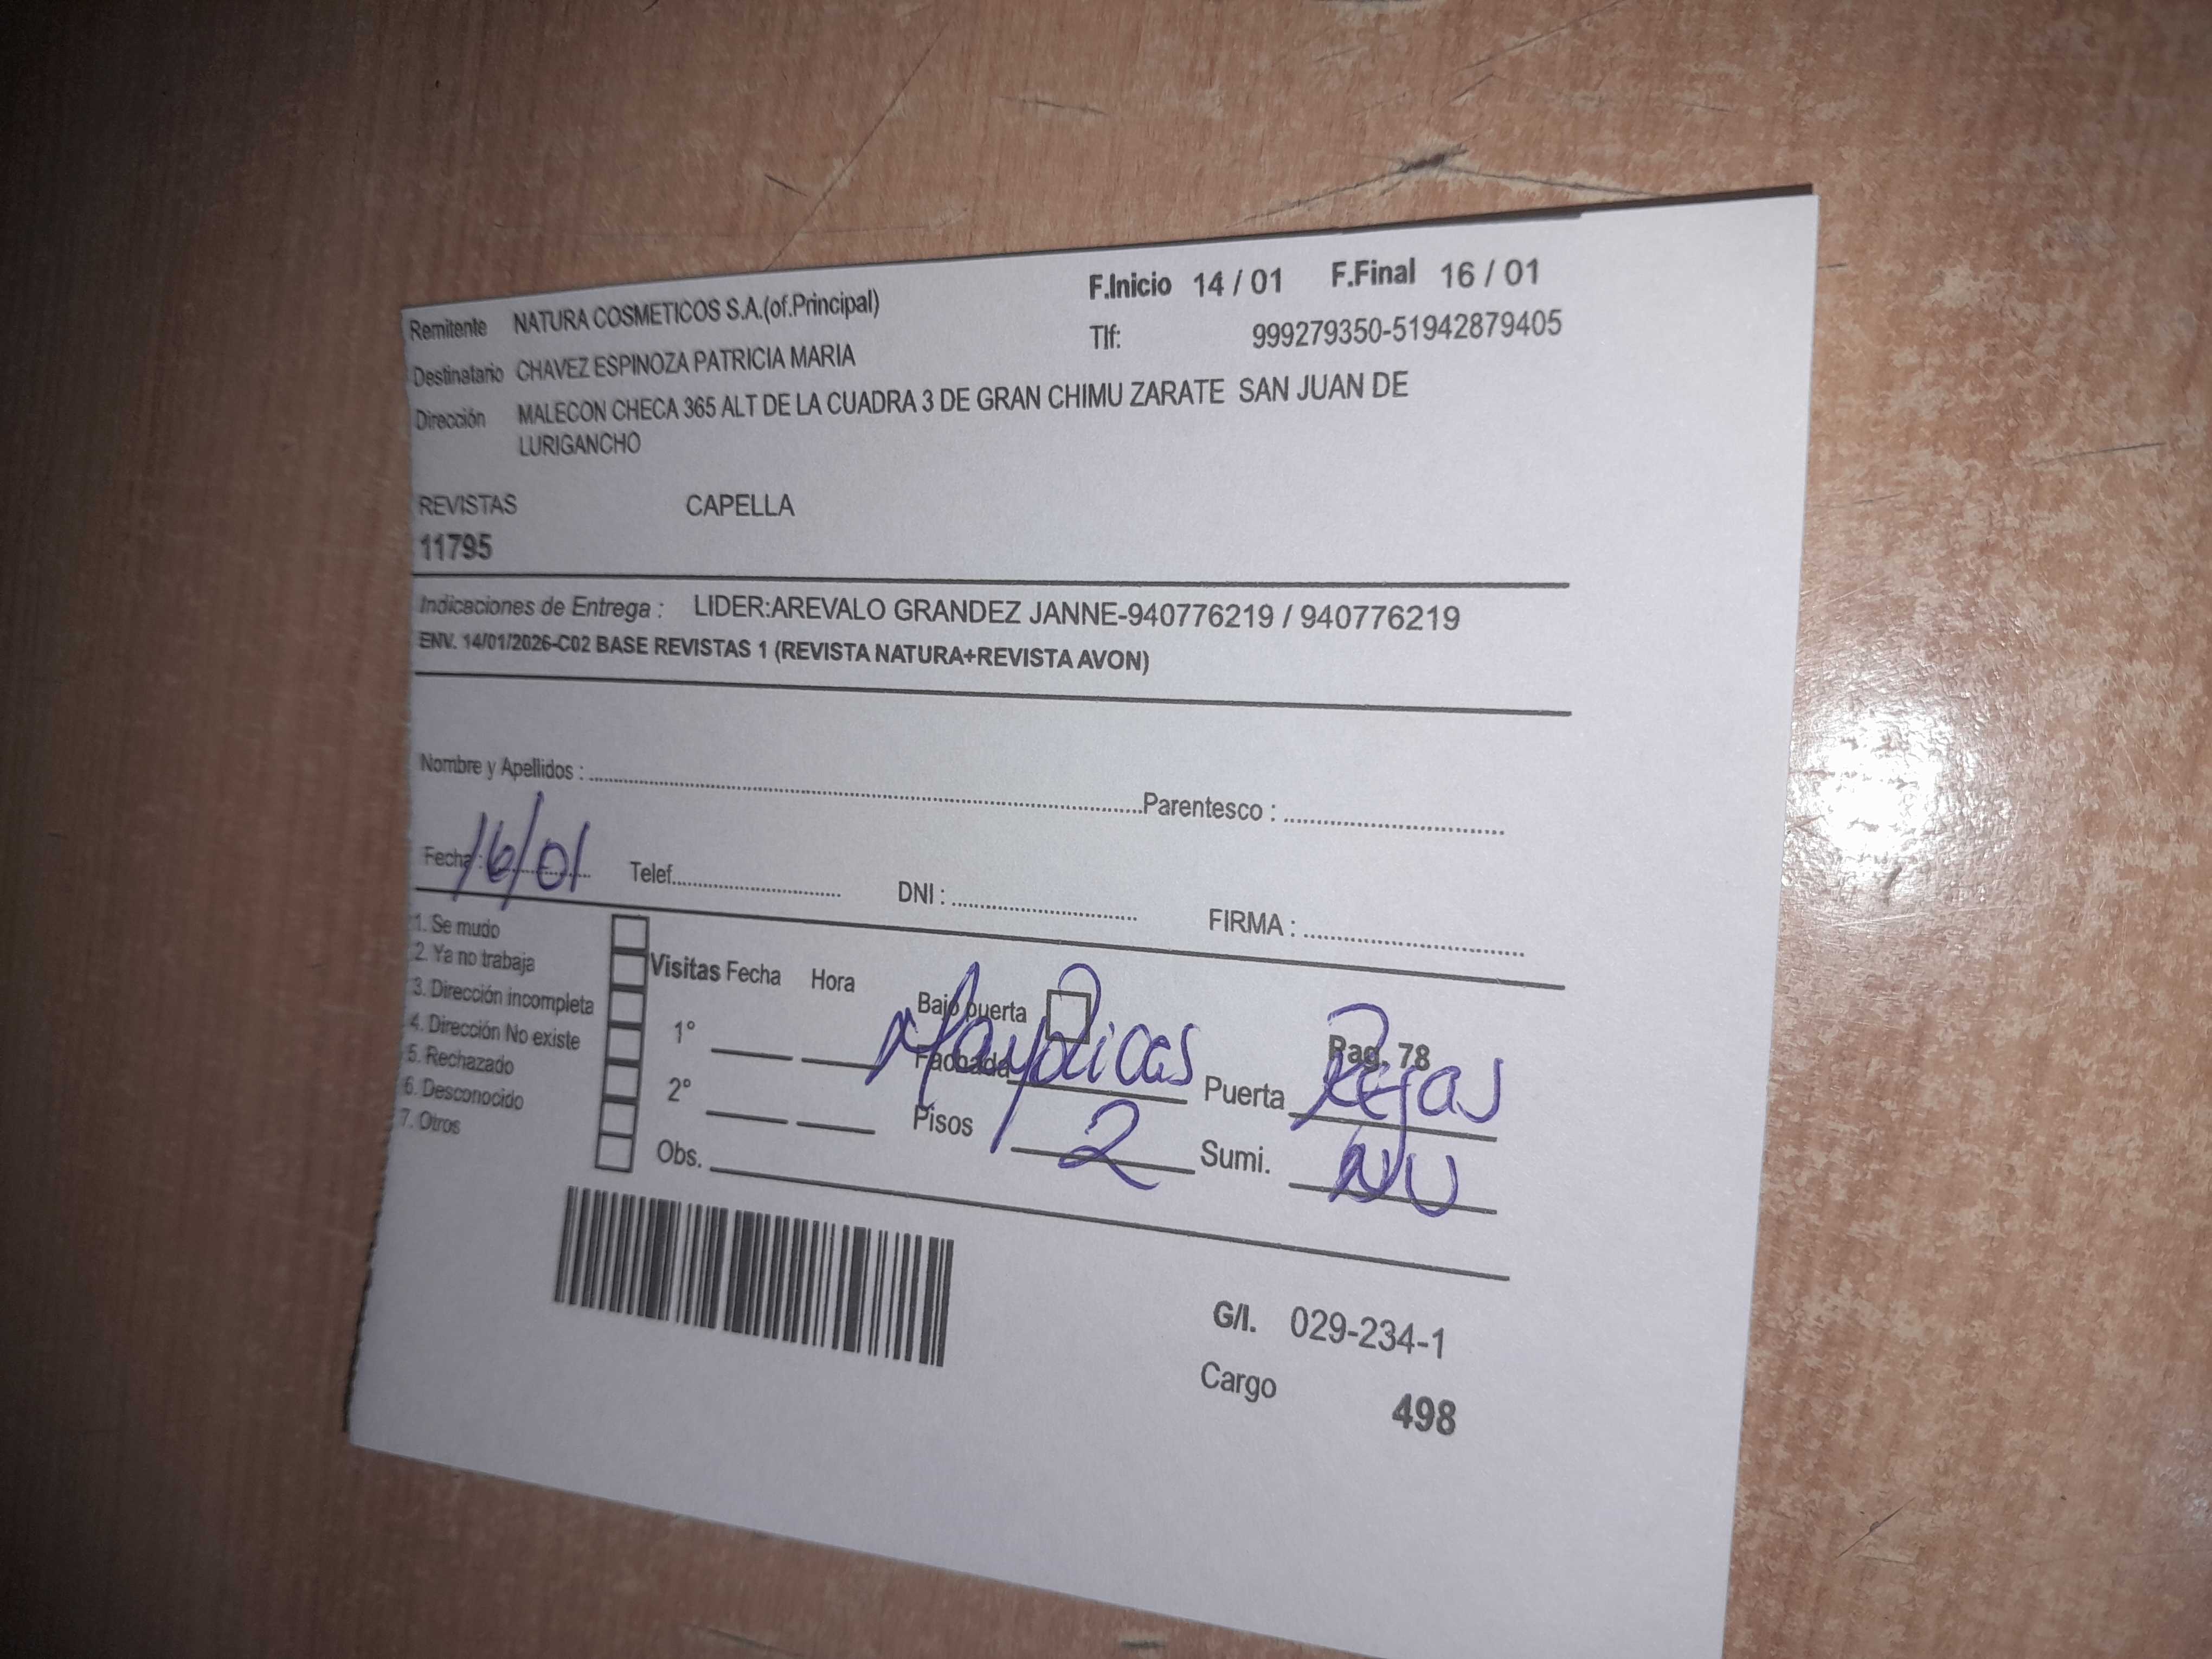 Remitente NATURA COSMETICOS S.A.(of.Principal) F.Inicio 14 / 01 F.Final 16 / 01
Destinatario CHAVEZ ESPINOZA PATRICIA MARIA Tlf: 999279350-51942879405
Dirección MALECON CHECA 365 ALT DE LA CUADRA 3 DE GRAN CHIMU ZARATE SAN JUAN DE
LURIGANCHO
REVISTAS CAPELLA
11795
Indicaciones de Entrega : LIDER:AREVALO GRANDEZ JANNE-940776219 / 940776219
ENV. 14/01/2026-C02 BASE REVISTAS 1 (REVISTA NATURA+REVISTA AVON)
Nombre y Apellidos : Parentesco :
Fecha : 16/01 Telef. DNI : FIRMA :
1. Se mudo
2. Ya no trabaja
3. Dirección incompleta
4. Dirección No existe
5. Rechazado
6. Desconocido
7. Otros
Visitas Fecha Hora
1°
2°
Obs.
Bajo puerta Pag. 78
Fachada Mayolicas Puerta Rejas
Pisos 2 Sumi.
G/I. 029-234-1
Cargo 498